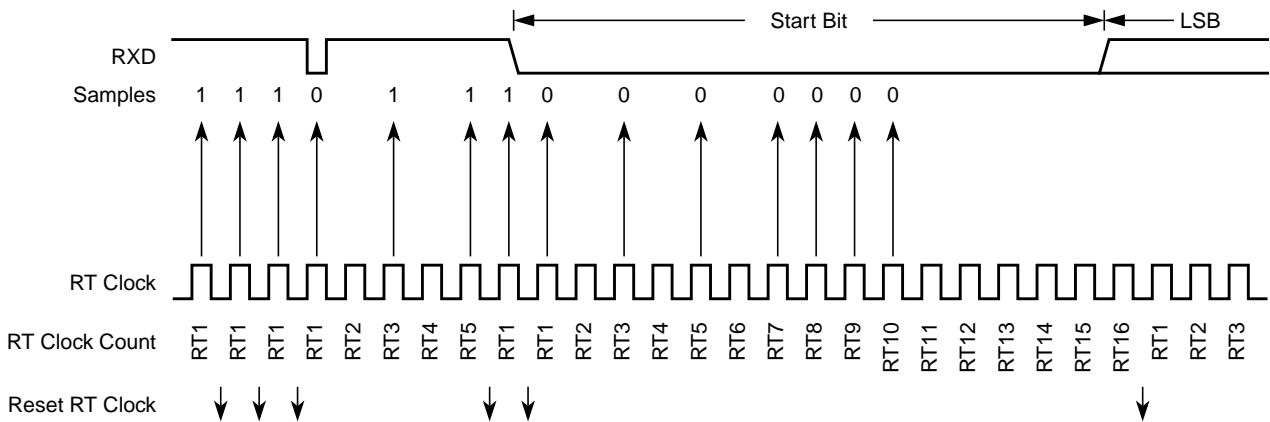 Start Bit LSB
RXD
Samples 1 1 1 0 1 1 1 0 0 0 0 0 0 0
RT Clock
RT Clock Count RT1 RT1 RT1 RT1 RT2 RT3 RT4 RT5 RT1 RT1 RT2 RT3 RT4 RT5 RT6 RT7 RT8 RT9 RT10 RT11 RT12 RT13 RT14 RT15 RT16 RT1 RT2 RT3
Reset RT Clock